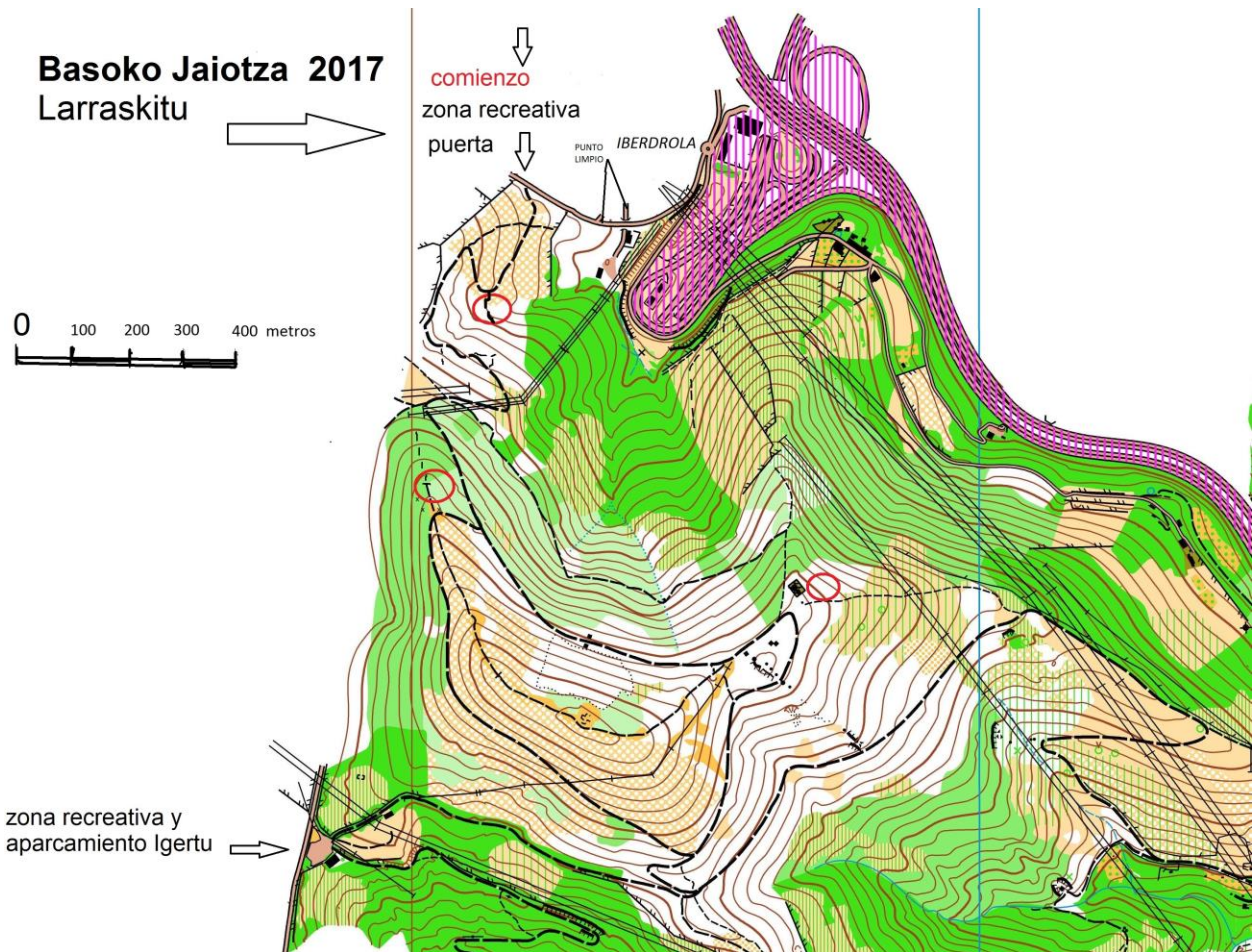 Basoko Jaiotza 2017
Larraskitu
comienzo
zona recreativa
puerta
PUNTO
LIMPIO
IBERDROLA
0 100 200 300 400 metros
zona recreativa y
aparcamiento Igertu